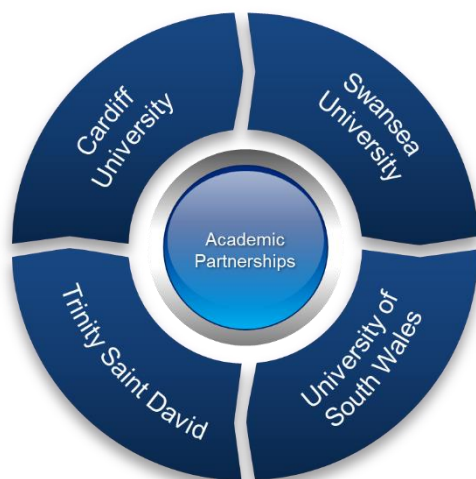 Cardiff
University
Swansea
University
Academic
Partnerships
Trinity Saint David
University of
South Wales